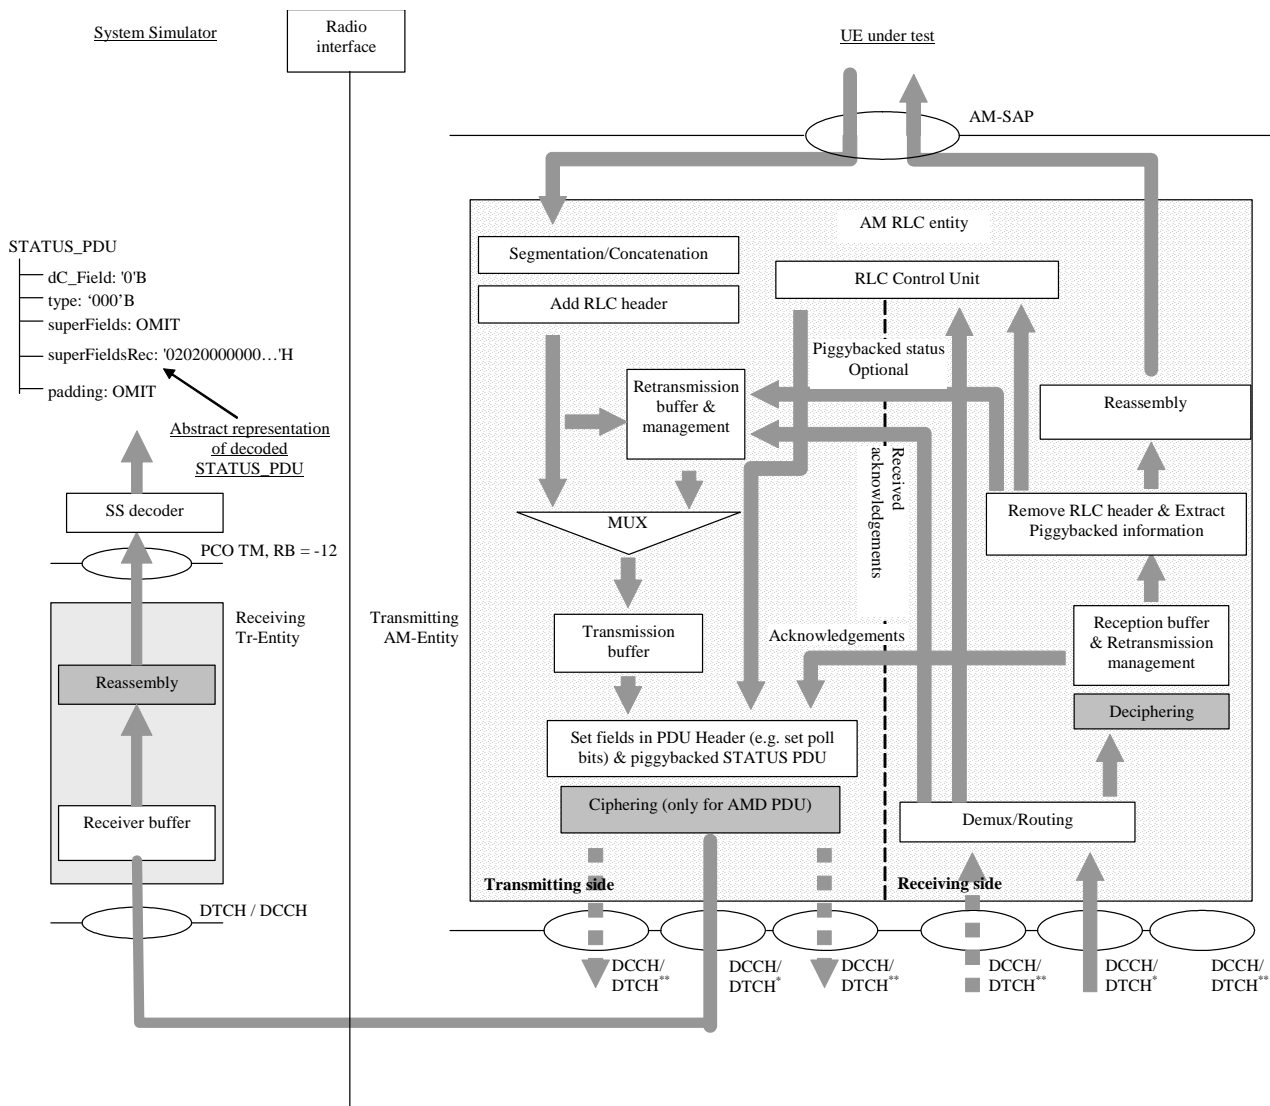 System Simulator
Radio
interface
UE under test
AM-SAP
AM RLC entity
STATUS_PDU
dC_Field: '0'B
type: ‘000’B
superFields: OMIT
superFieldsRec: '02020000000…'H
padding: OMIT
Abstract representation
of decoded
STATUS_PDU
SS decoder
PCO TM, RB = -12
Receiving
Tr-Entity
Reassembly
Receiver buffer
DTCH / DCCH
Transmitting
AM-Entity
Segmentation/Concatenation
Add RLC header
RLC Control Unit
Piggybacked status
Optional
Retransmission
buffer &
management
Reassembly
Received
acknowledgements
MUX
Remove RLC header & Extract
Piggybacked information
Transmission
buffer
Acknowledgements
Reception buffer
& Retransmission
management
Deciphering
Set fields in PDU Header (e.g. set poll
bits) & piggybacked STATUS PDU
Ciphering (only for AMD PDU)
Demux/Routing
Transmitting side
Receiving side
DCCH/
DTCH**
DCCH/
DTCH*
DCCH/
DTCH**
DCCH/
DTCH**
DCCH/
DTCH*
DCCH/
DTCH**